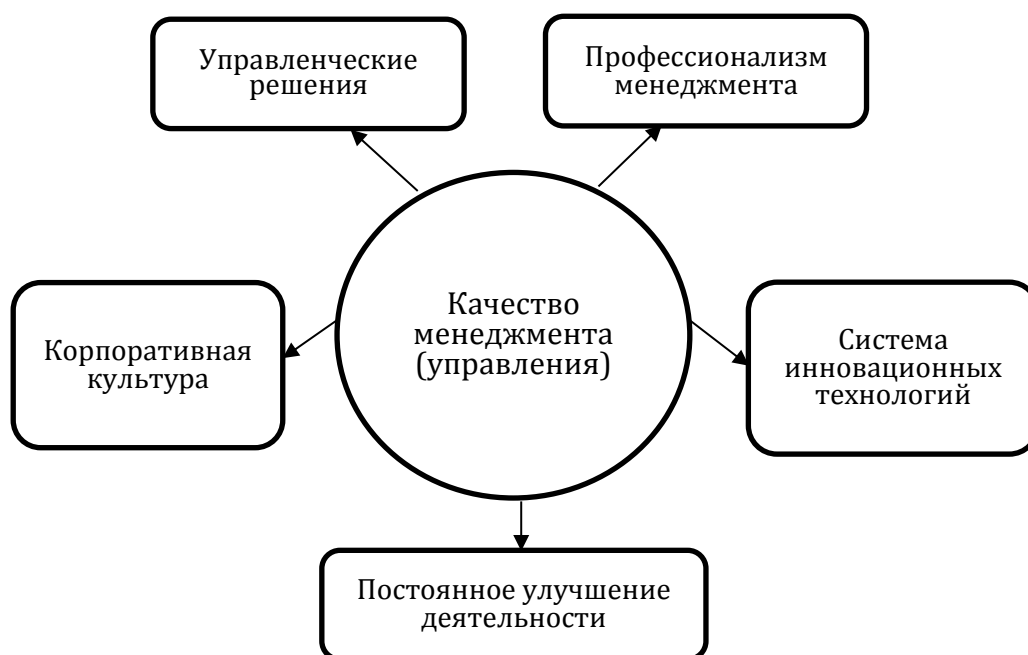 Управленческие
решения
Профессионализм
менеджмента
Качество
менеджмента
(управления)
Корпоративная
культура
Система
инновационных
технологий
Постоянное улучшение
деятельности